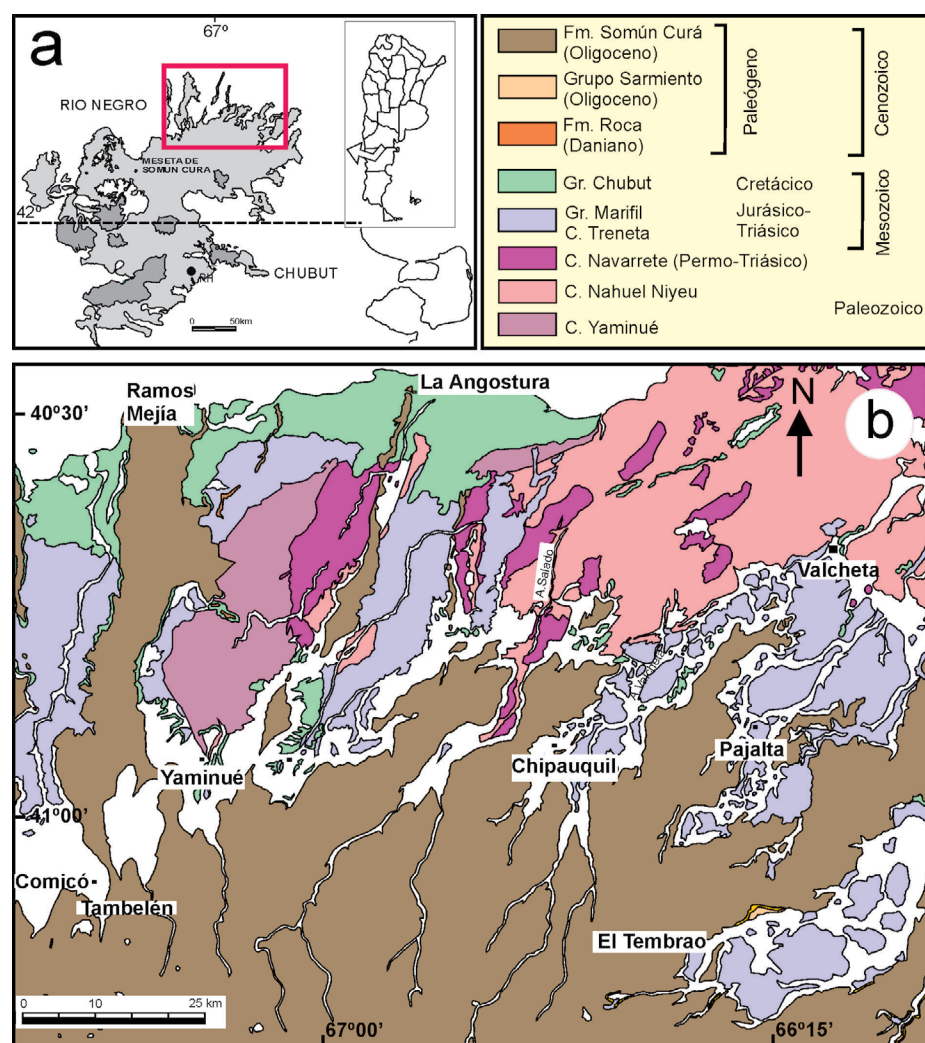 67º
a
RIO NEGRO
MESETA DE
SOMUN CURA
42º
CHUBUT
RH
0 50km
Fm. Somún Curá
(Oligoceno)
Grupo Sarmiento
(Oligoceno)
Fm. Roca
(Daniano)
Paleógeno
Cenozoico
Gr. Chubut
Cretácico
Gr. Marifil
C. Treneta
Jurásico-
Triásico
Mesozoico
C. Navarrete (Permo-Triásico)
C. Nahuel Niyeu
Paleozoico
C. Yaminué
La Angostura
Ramos
Mejía
40º30’
N
b
A.Salado
Valcheta
A. Valcheta
Yaminué
Chipauquil
Pajalta
41º00’
Comicó
Tambelén
El Tembrao
0 10 25 km
67º00’
66º15’